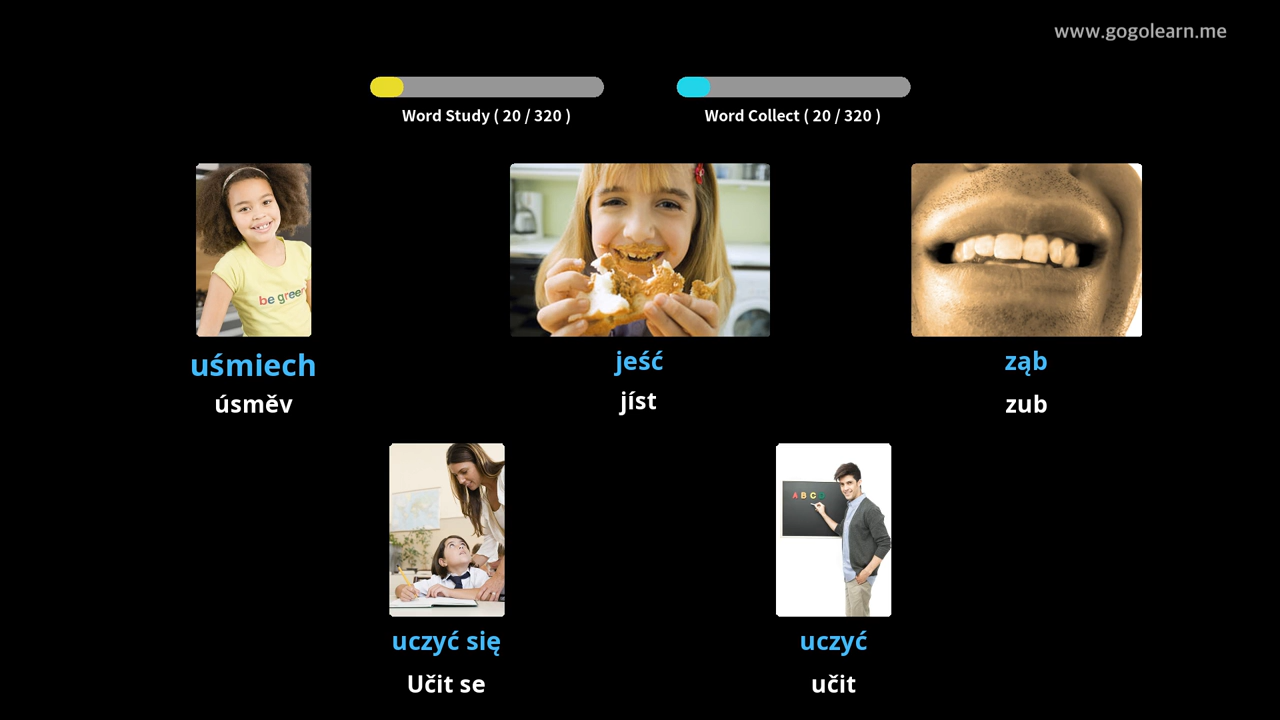 www.gogolearn.me
Word Study ( 20 / 320 )
Word Collect ( 20 / 320 )
be green
uśmiech
úsměv
jeść
jíst
ząb
zub
A B C D
uczyć się
Učit se
uczyć
učit